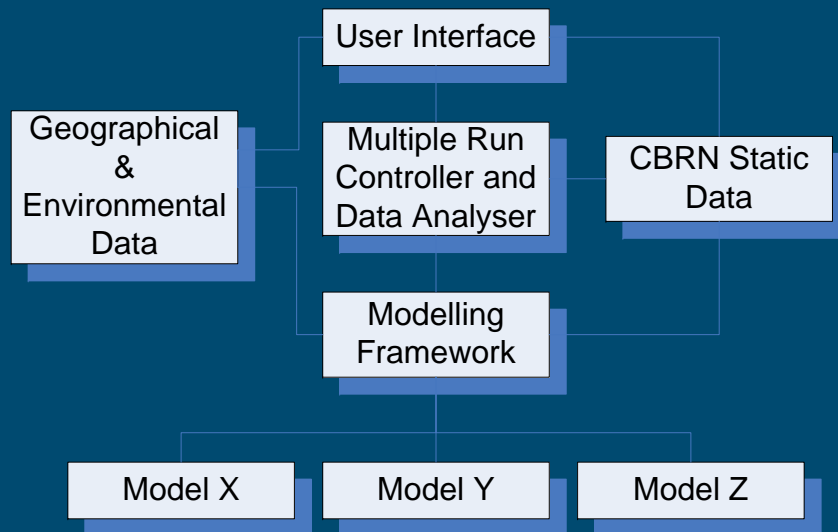 User Interface
Geographical
&
Environmental
Data
Multiple Run
Controller and
Data Analyser
CBRN Static
Data
Modelling
Framework
Model X
Model Y
Model Z